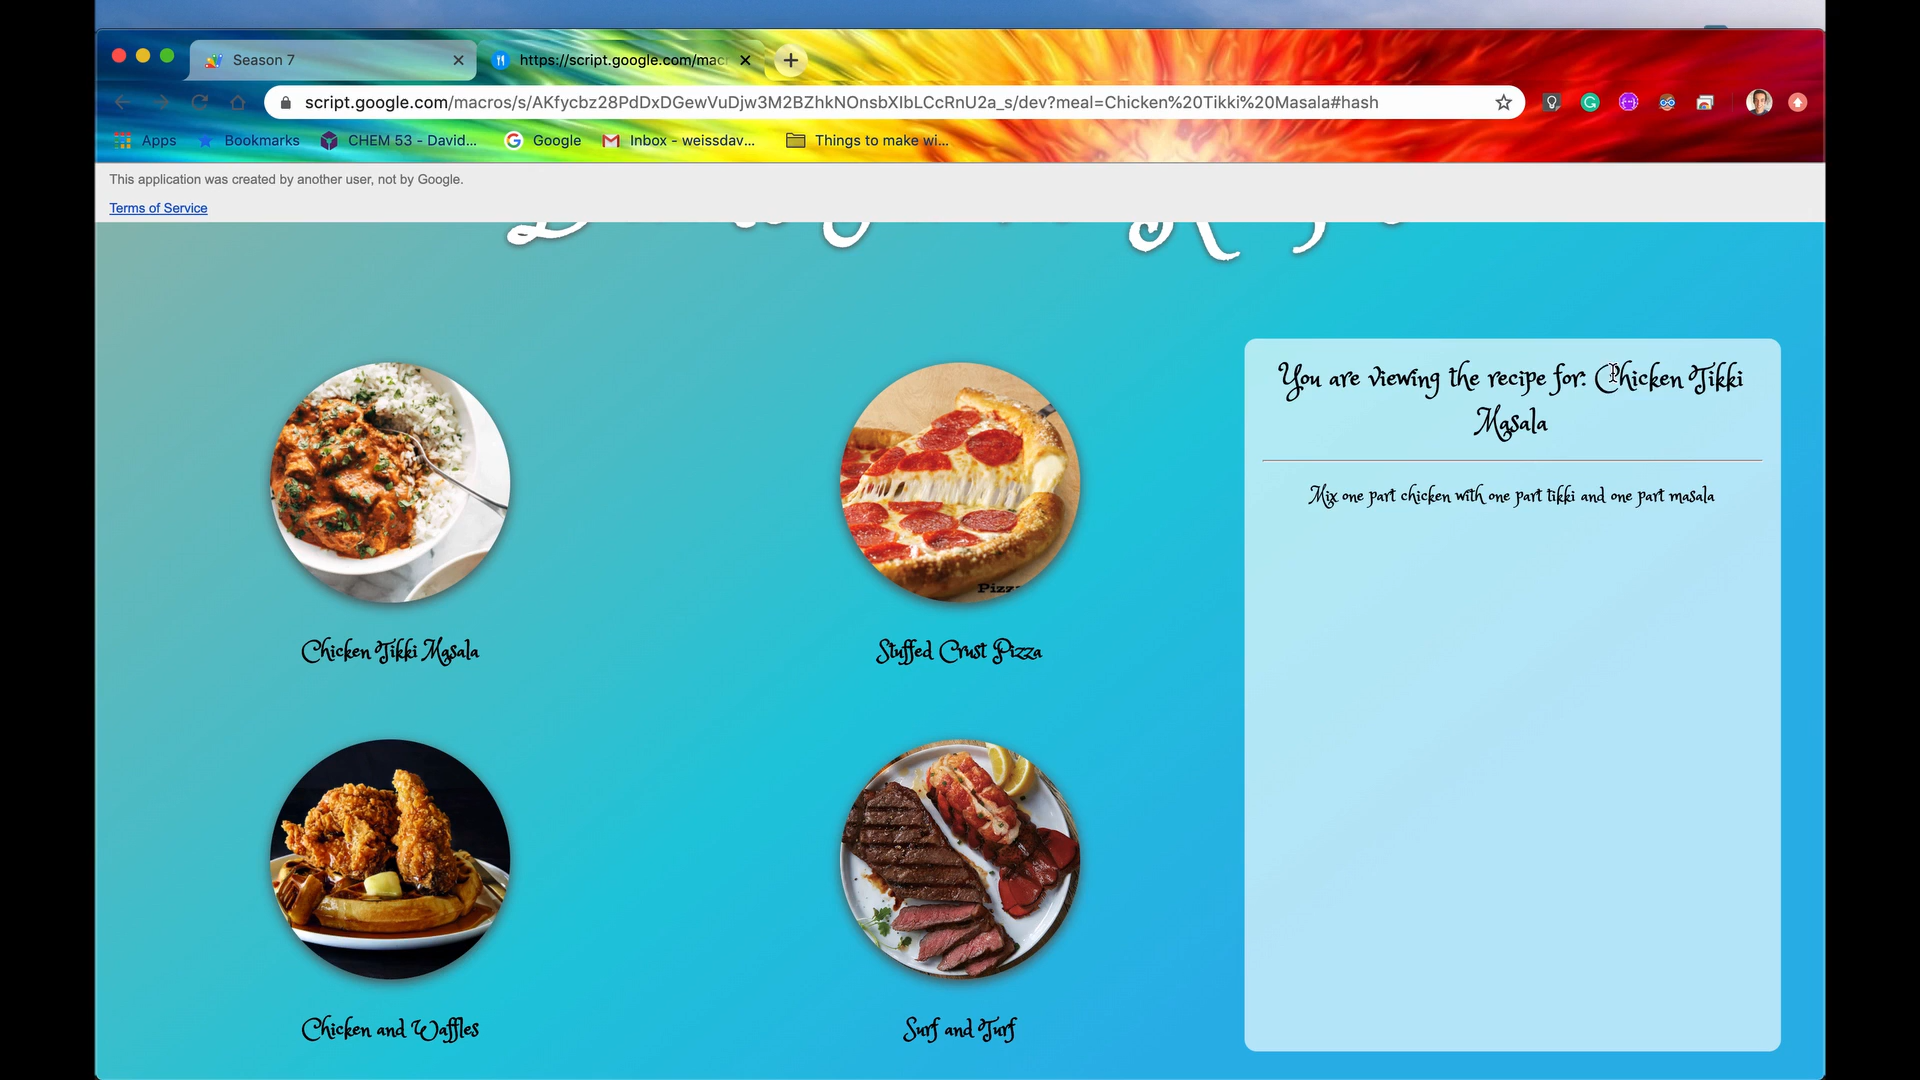 Season 7
https://script.google.com/mac
script.google.com/macros/s/AKfycbz28PdDxDGewVuDjw3M2BZhkNOnsbXIbLCcRnU2a_s/dev?meal=Chicken%20Tikki%20Masala#hash
Apps
Bookmarks
CHEM 53 - David...
Google
Inbox - weissdav...
Things to make wi...
This application was created by another user, not by Google.
Terms of Service
You are viewing the recipe for: Chicken Tikki
Masala
Mix one part chicken with one part tikki and one part masala
Pizz
Chicken Tikki Masala
Stuffed Crust Pizza
Chicken and Waffles
Surf and Turf